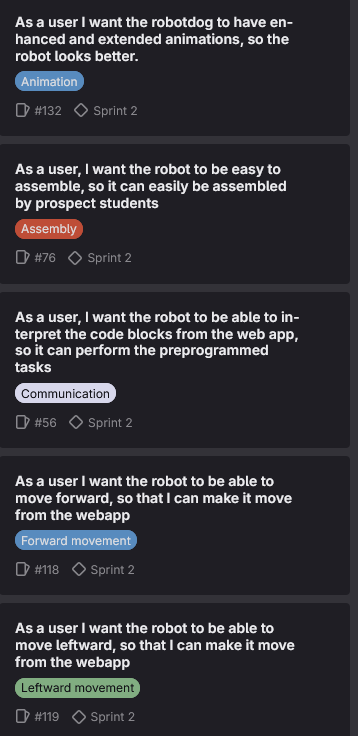 As a user I want the robotdog to have en-
hanced and extended animations, so the
robot looks better.
Animation
#132 Sprint 2
As a user, I want the robot to be easy to
assemble, so it can easily be assembled
by prospect students
Assembly
#76 Sprint 2
As a user, I want the robot to be able to in-
terpret the code blocks from the web app,
so it can perform the preprogrammed
tasks
Communication
#56 Sprint 2
As a user I want the robot to be able to
move forward, so that I can make it move
from the webapp
Forward movement
#118 Sprint 2
As a user I want the robot to be able to
move leftward, so that I can make it move
from the webapp
Leftward movement
#119 Sprint 2